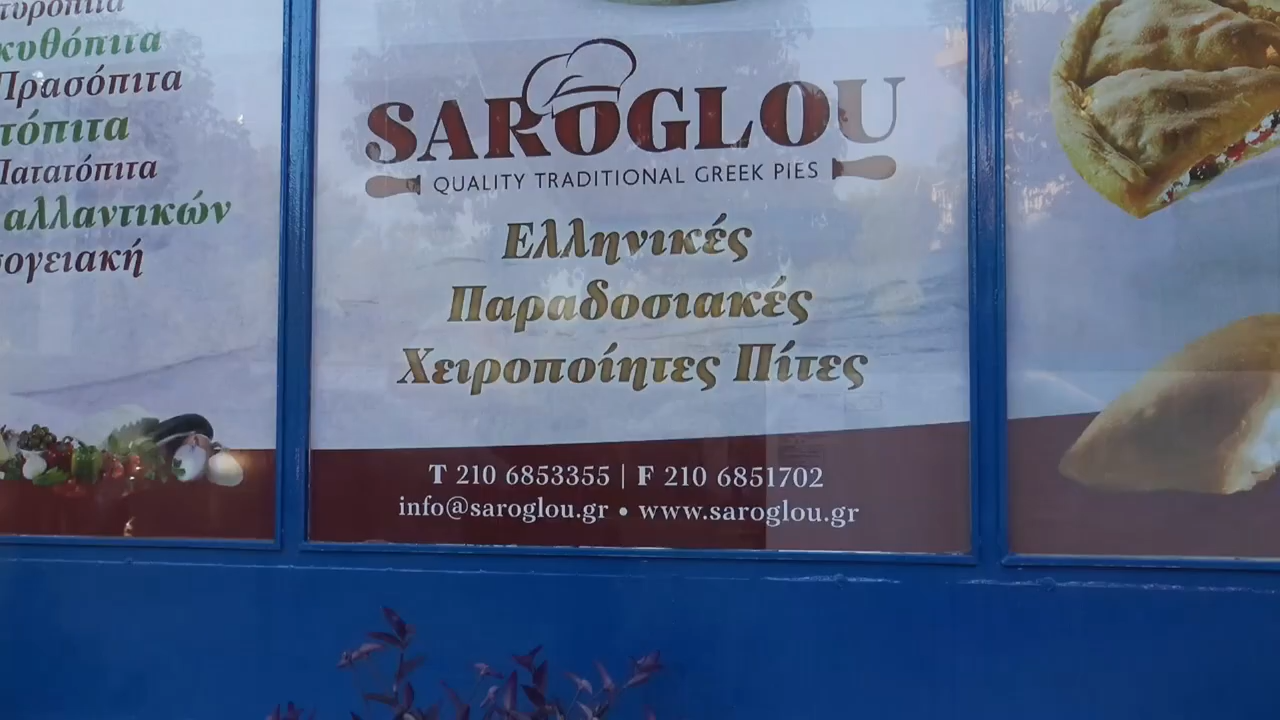 Πρασόπιτα
Πατατόπιτα
SAROGLOU
QUALITY TRADITIONAL GREEK PIES
Ελληνικές
Παραδοσιακές
Χειροποίητες Πίτες
T 210 6853355 | F 210 6851702
info@saroglou.gr • www.saroglou.gr